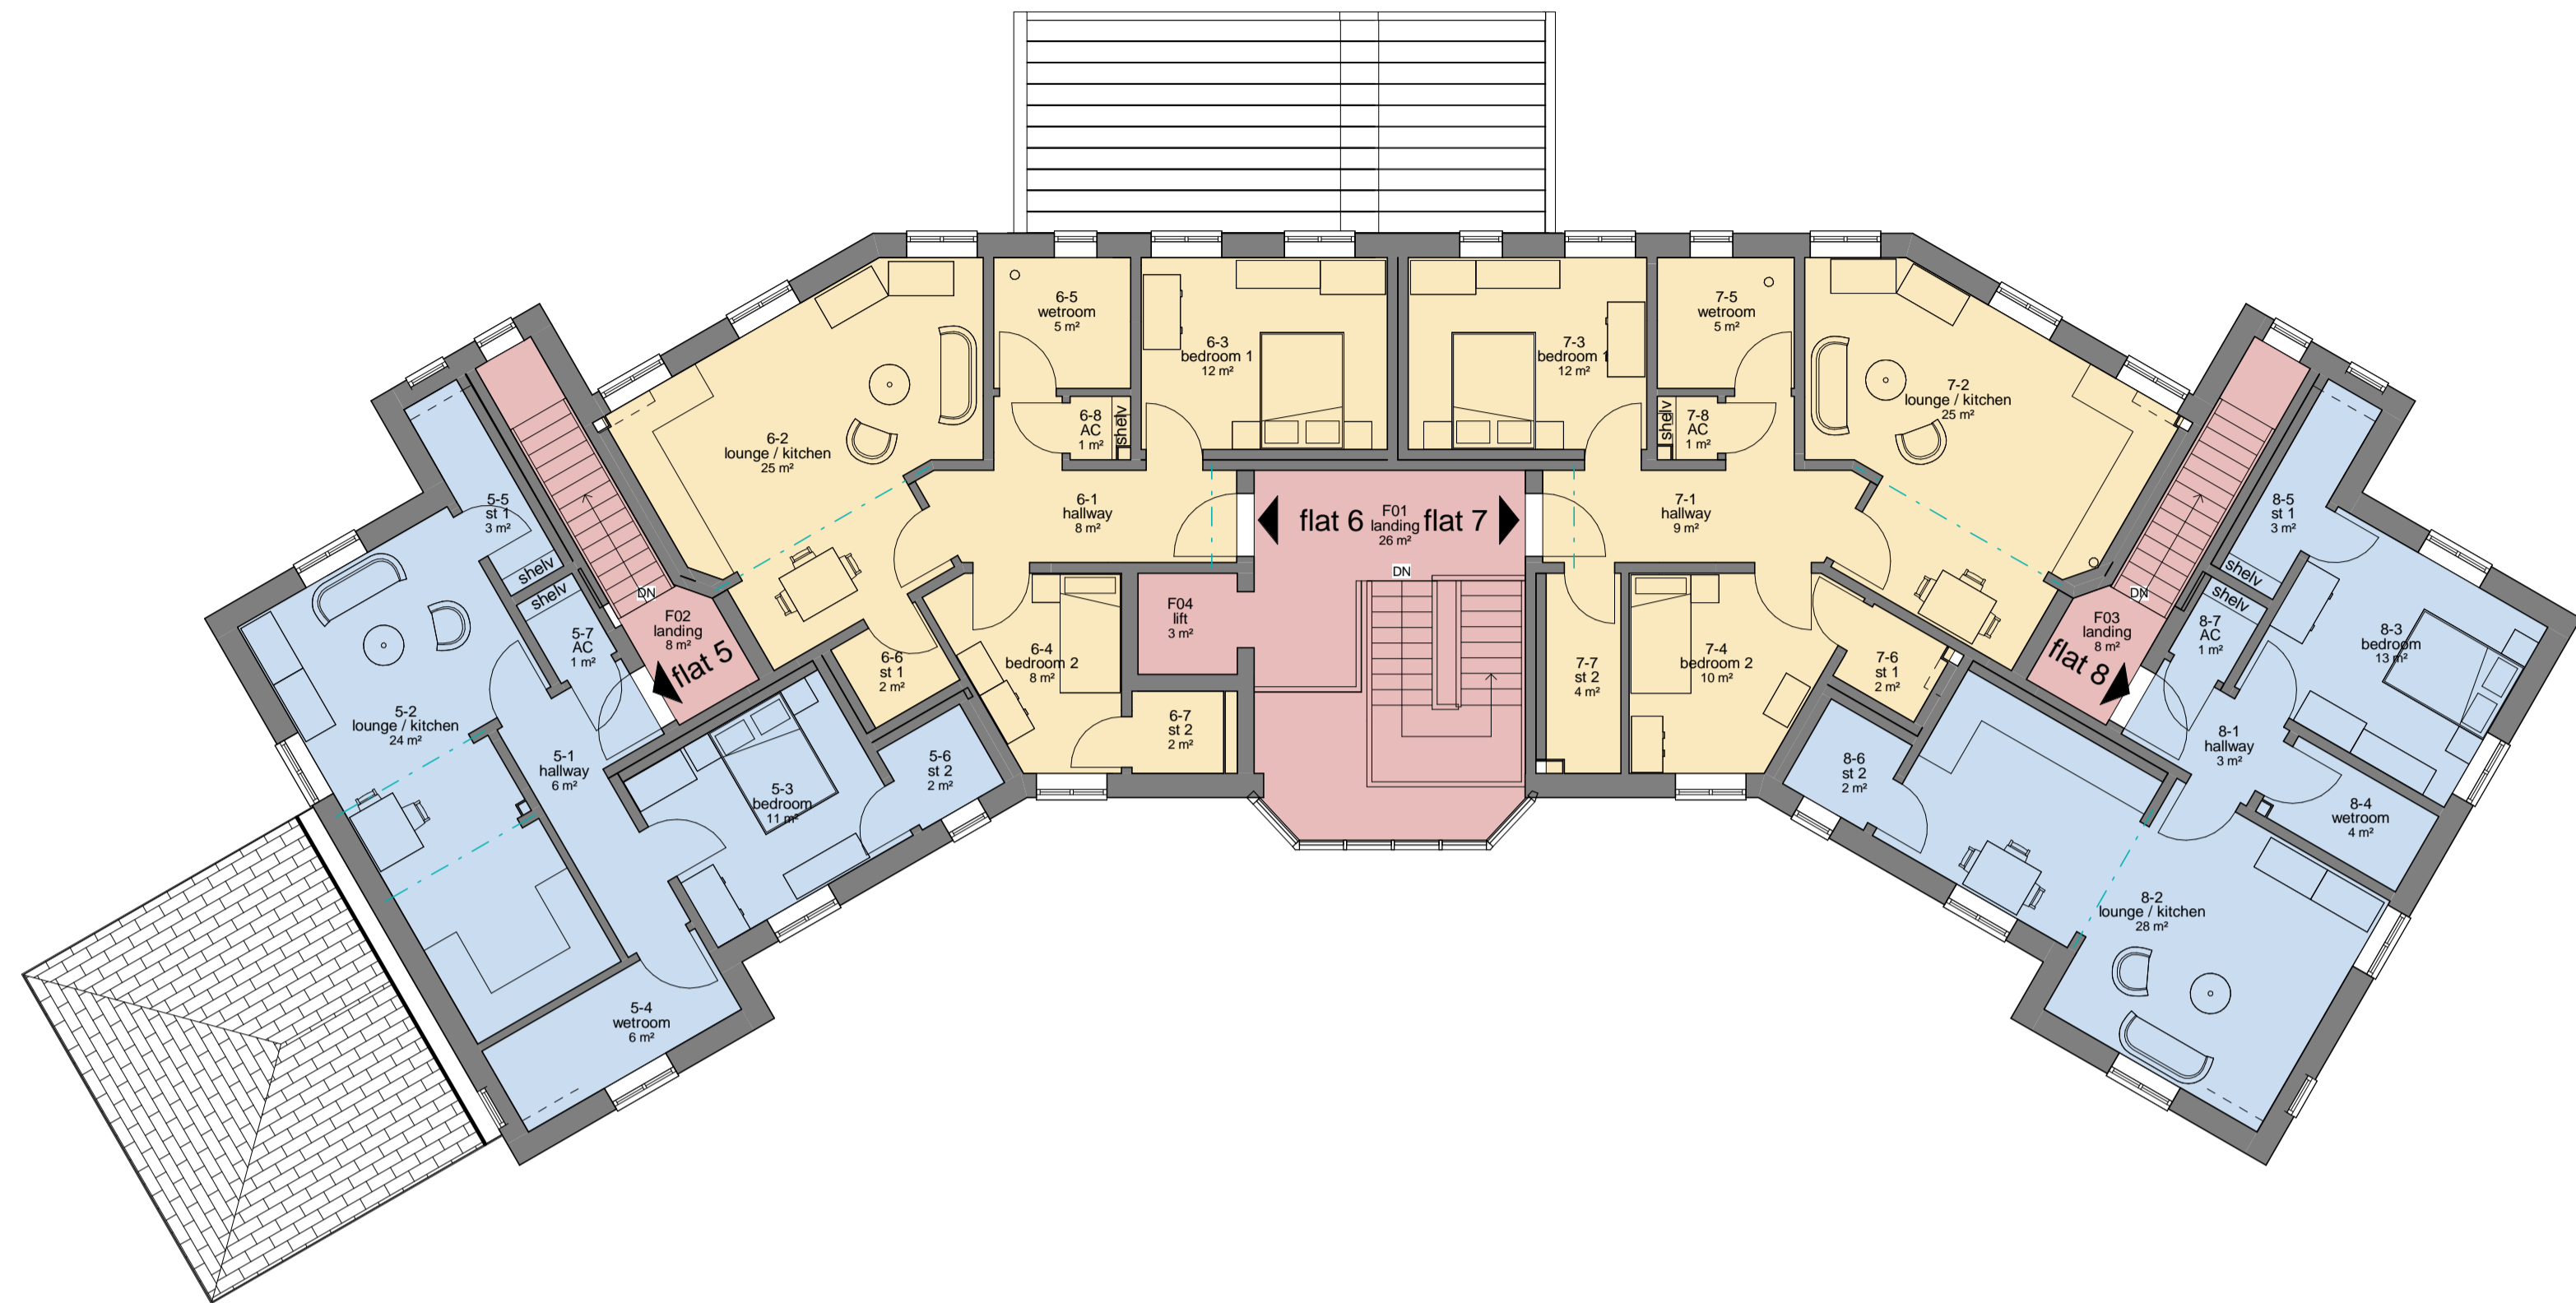 5-5
st 1
3 m²
shelv
shelv
5-7
AC
1 m²
5-2
lounge / kitchen
24 m²
5-1
hallway
6 m²
5-3
bedroom
11 m²
5-6
st 2
2 m²
5-4
wetroom
6 m²
DN
F02
landing
8 m²
flat 5
6-2
lounge / kitchen
25 m²
6-5
wetroom
5 m²
6-8
AC
1 m²
shelv
6-3
bedroom 1
12 m²
6-1
hallway
8 m²
6-6
st 1
2 m²
6-4
bedroom 2
8 m²
6-7
st 2
2 m²
F04
lift
3 m²
flat 6
F01
landing
26 m²
flat 7
DN
7-3
bedroom 1
12 m²
7-5
wetroom
5 m²
shelv
7-8
AC
1 m²
7-1
hallway
9 m²
7-2
lounge / kitchen
25 m²
7-7
st 2
4 m²
7-4
bedroom 2
10 m²
7-6
st 1
2 m²
DN
F03
landing
8 m²
flat 8
8-5
st 1
3 m²
shelv
shelv
8-7
AC
1 m²
8-3
bedroom
13 m²
8-1
hallway
3 m²
8-4
wetroom
4 m²
8-6
st 2
2 m²
8-2
lounge / kitchen
28 m²